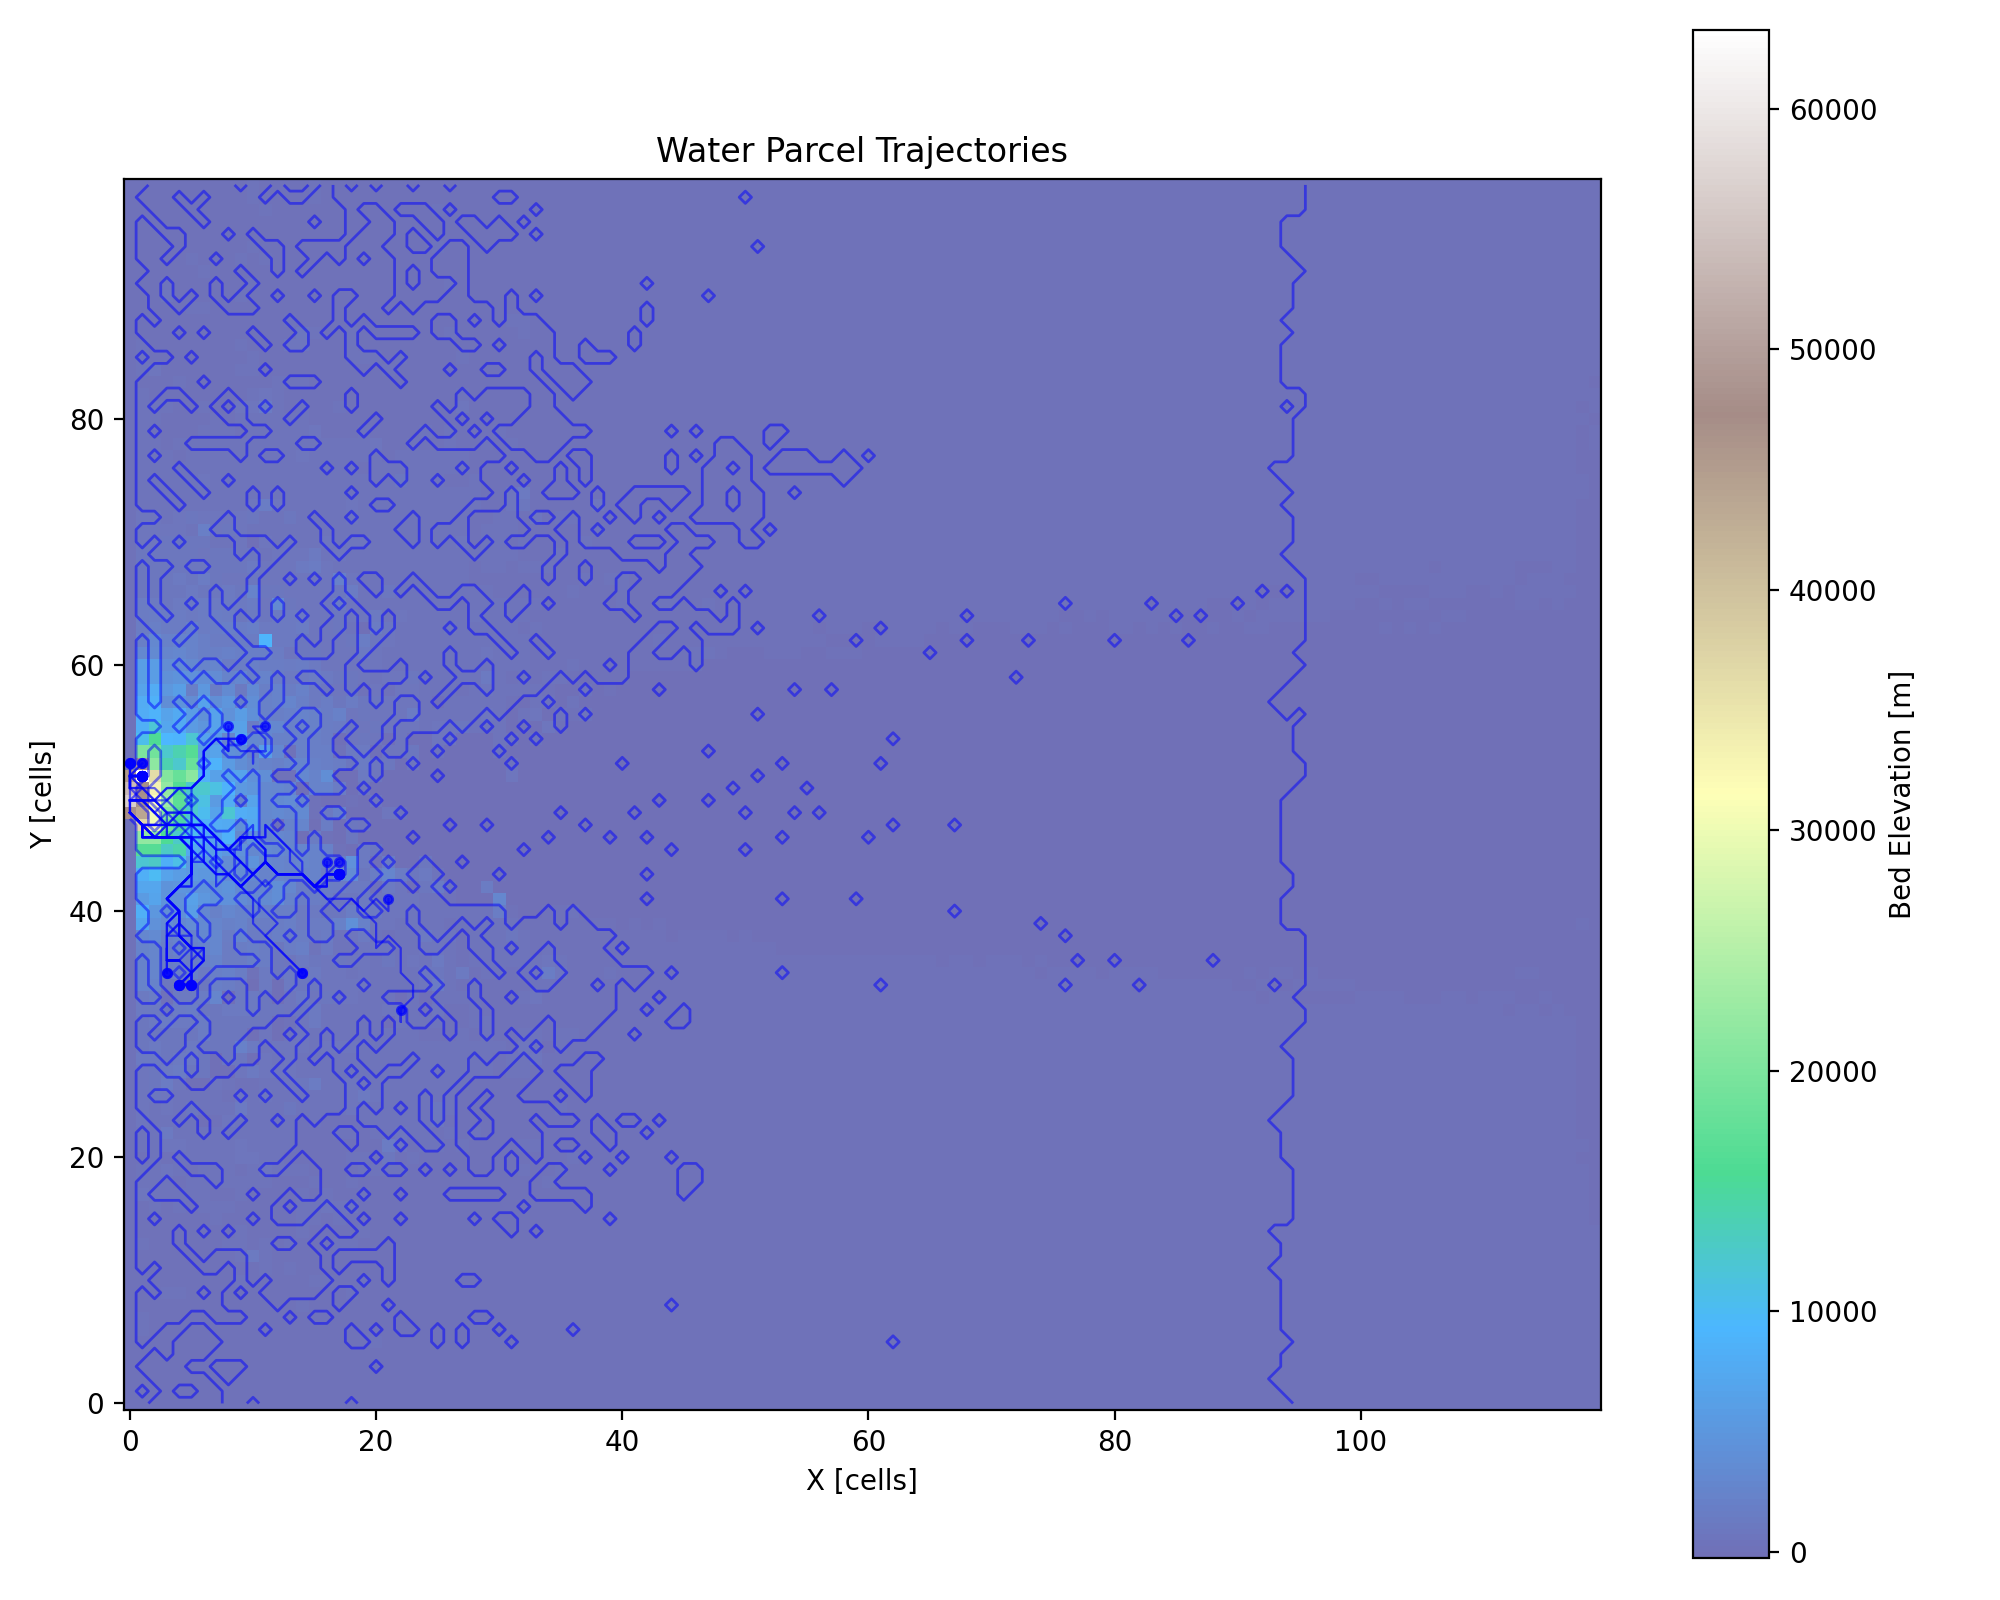 Water Parcel Trajectories
60000
50000
40000
30000
20000
10000
0
Bed Elevation [m]
80
60
40
20
0
Y [cells]
0 20 40 60 80 100
X [cells]